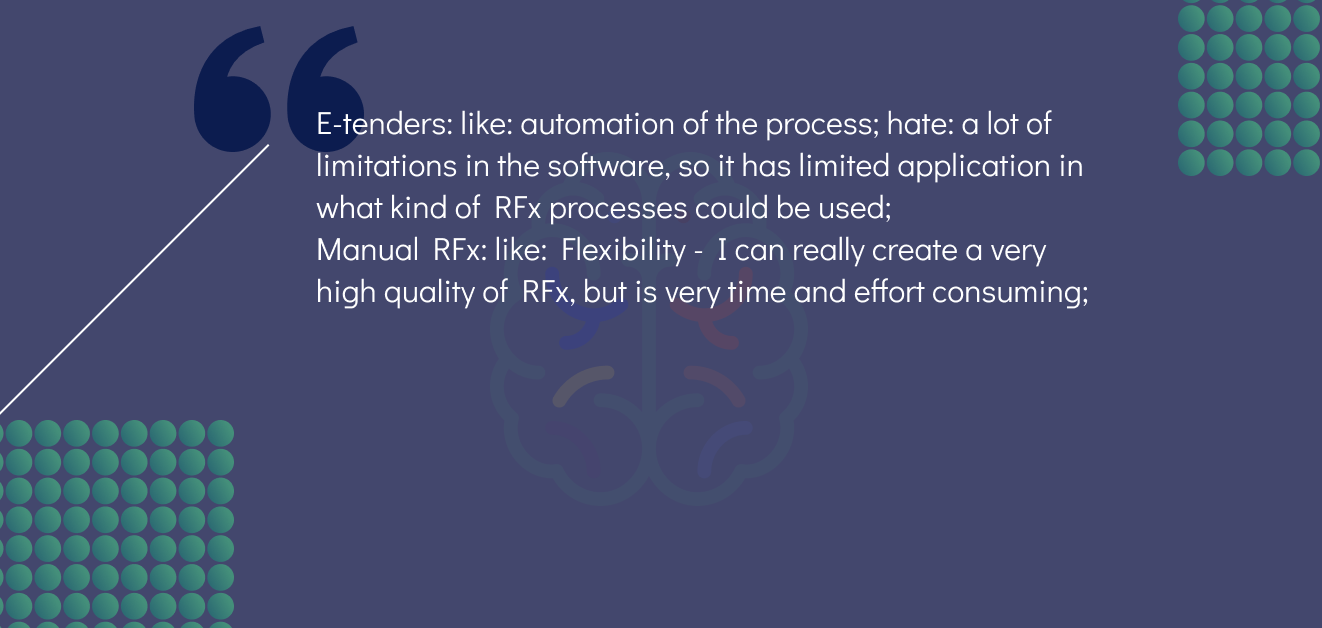 E-tenders: like: automation of the process; hate: a lot of
limitations in the software, so it has limited application in
what kind of RFx processes could be used;
Manual RFx: like: Flexibility - I can really create a very
high quality of RFx, but is very time and effort consuming;